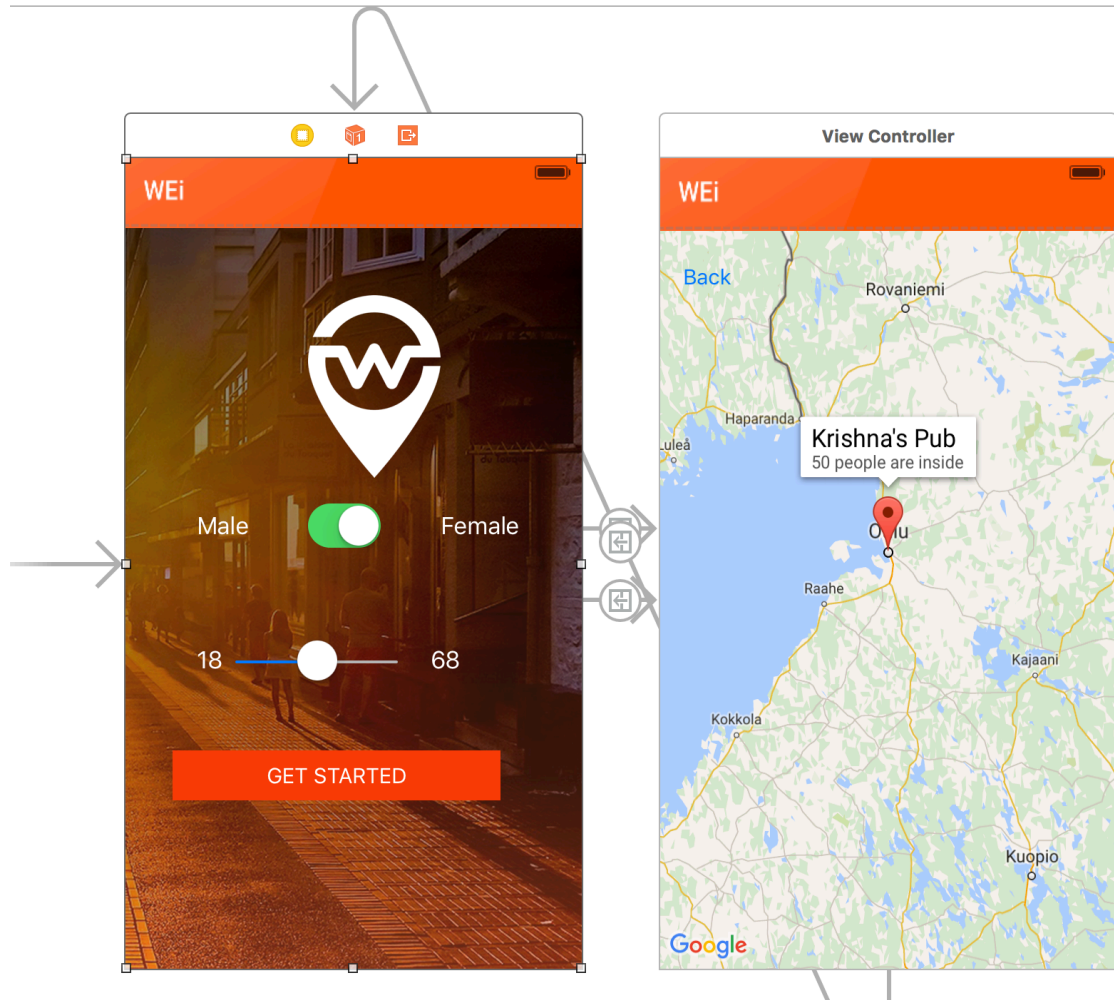 View Controller
WEi
WEi
Back
Rovaniemi
Haparanda
Luleå
Krishna's Pub
50 people are inside
W
Male
Female
Raahe
18
68
Kajaani
Kokkola
GET STARTED
Kuopio
Google